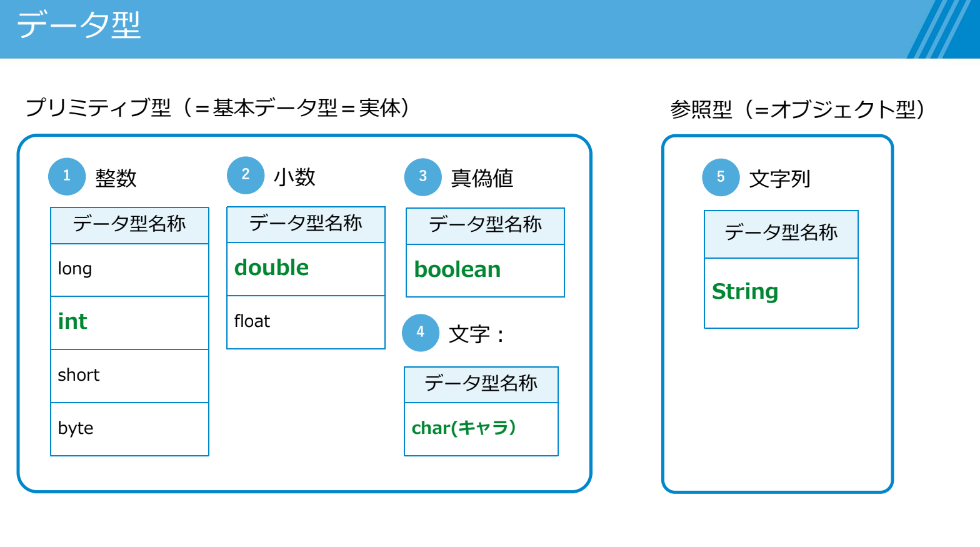 データ型
プリミティブ型（＝基本データ型＝実体）
1 整数
データ型名称
long
int
short
byte
2 小数
データ型名称
double
float
3 真偽値
データ型名称
boolean
4 文字：
データ型名称
char(キャラ）
参照型（=オブジェクト型）
5 文字列
データ型名称
String